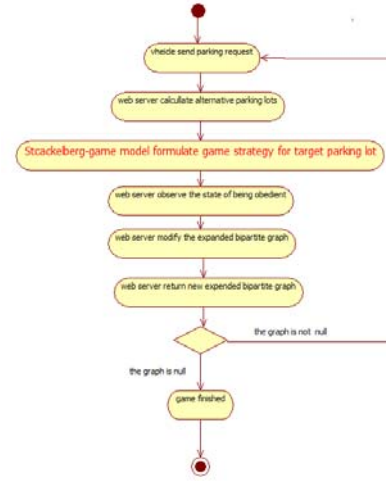 vheicle send parking request
web server calcullate alternative parking lots
Stcackelberg-game model formulate game strategy for target parking lot
web server observe the state of being obedient
web server modify the expanded bipartite graph
web server return new expended bipartite graph
the graph is not null
the graph is null
game finished